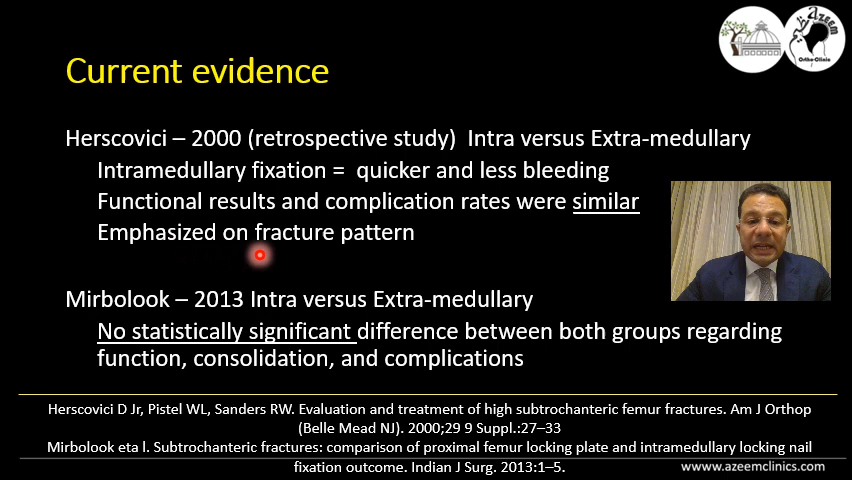 Azeem
Ortho-Clinic
Current evidence
Herscovici – 2000 (retrospective study) Intra versus Extra-medullary
Intramedullary fixation = quicker and less bleeding
Functional results and complication rates were similar
Emphasized on fracture pattern
Mirbolook – 2013 Intra versus Extra-medullary
No statistically significant difference between both groups regarding
function, consolidation, and complications
Herscovici D Jr, Pistel WL, Sanders RW. Evaluation and treatment of high subtrochanteric femur fractures. Am J Orthop
(Belle Mead NJ). 2000;29 9 Suppl.:27–33
Mirbolook eta l. Subtrochanteric fractures: comparison of proximal femur locking plate and intramedullary locking nail
fixation outcome. Indian J Surg. 2013:1–5.
www.azeemclinics.com